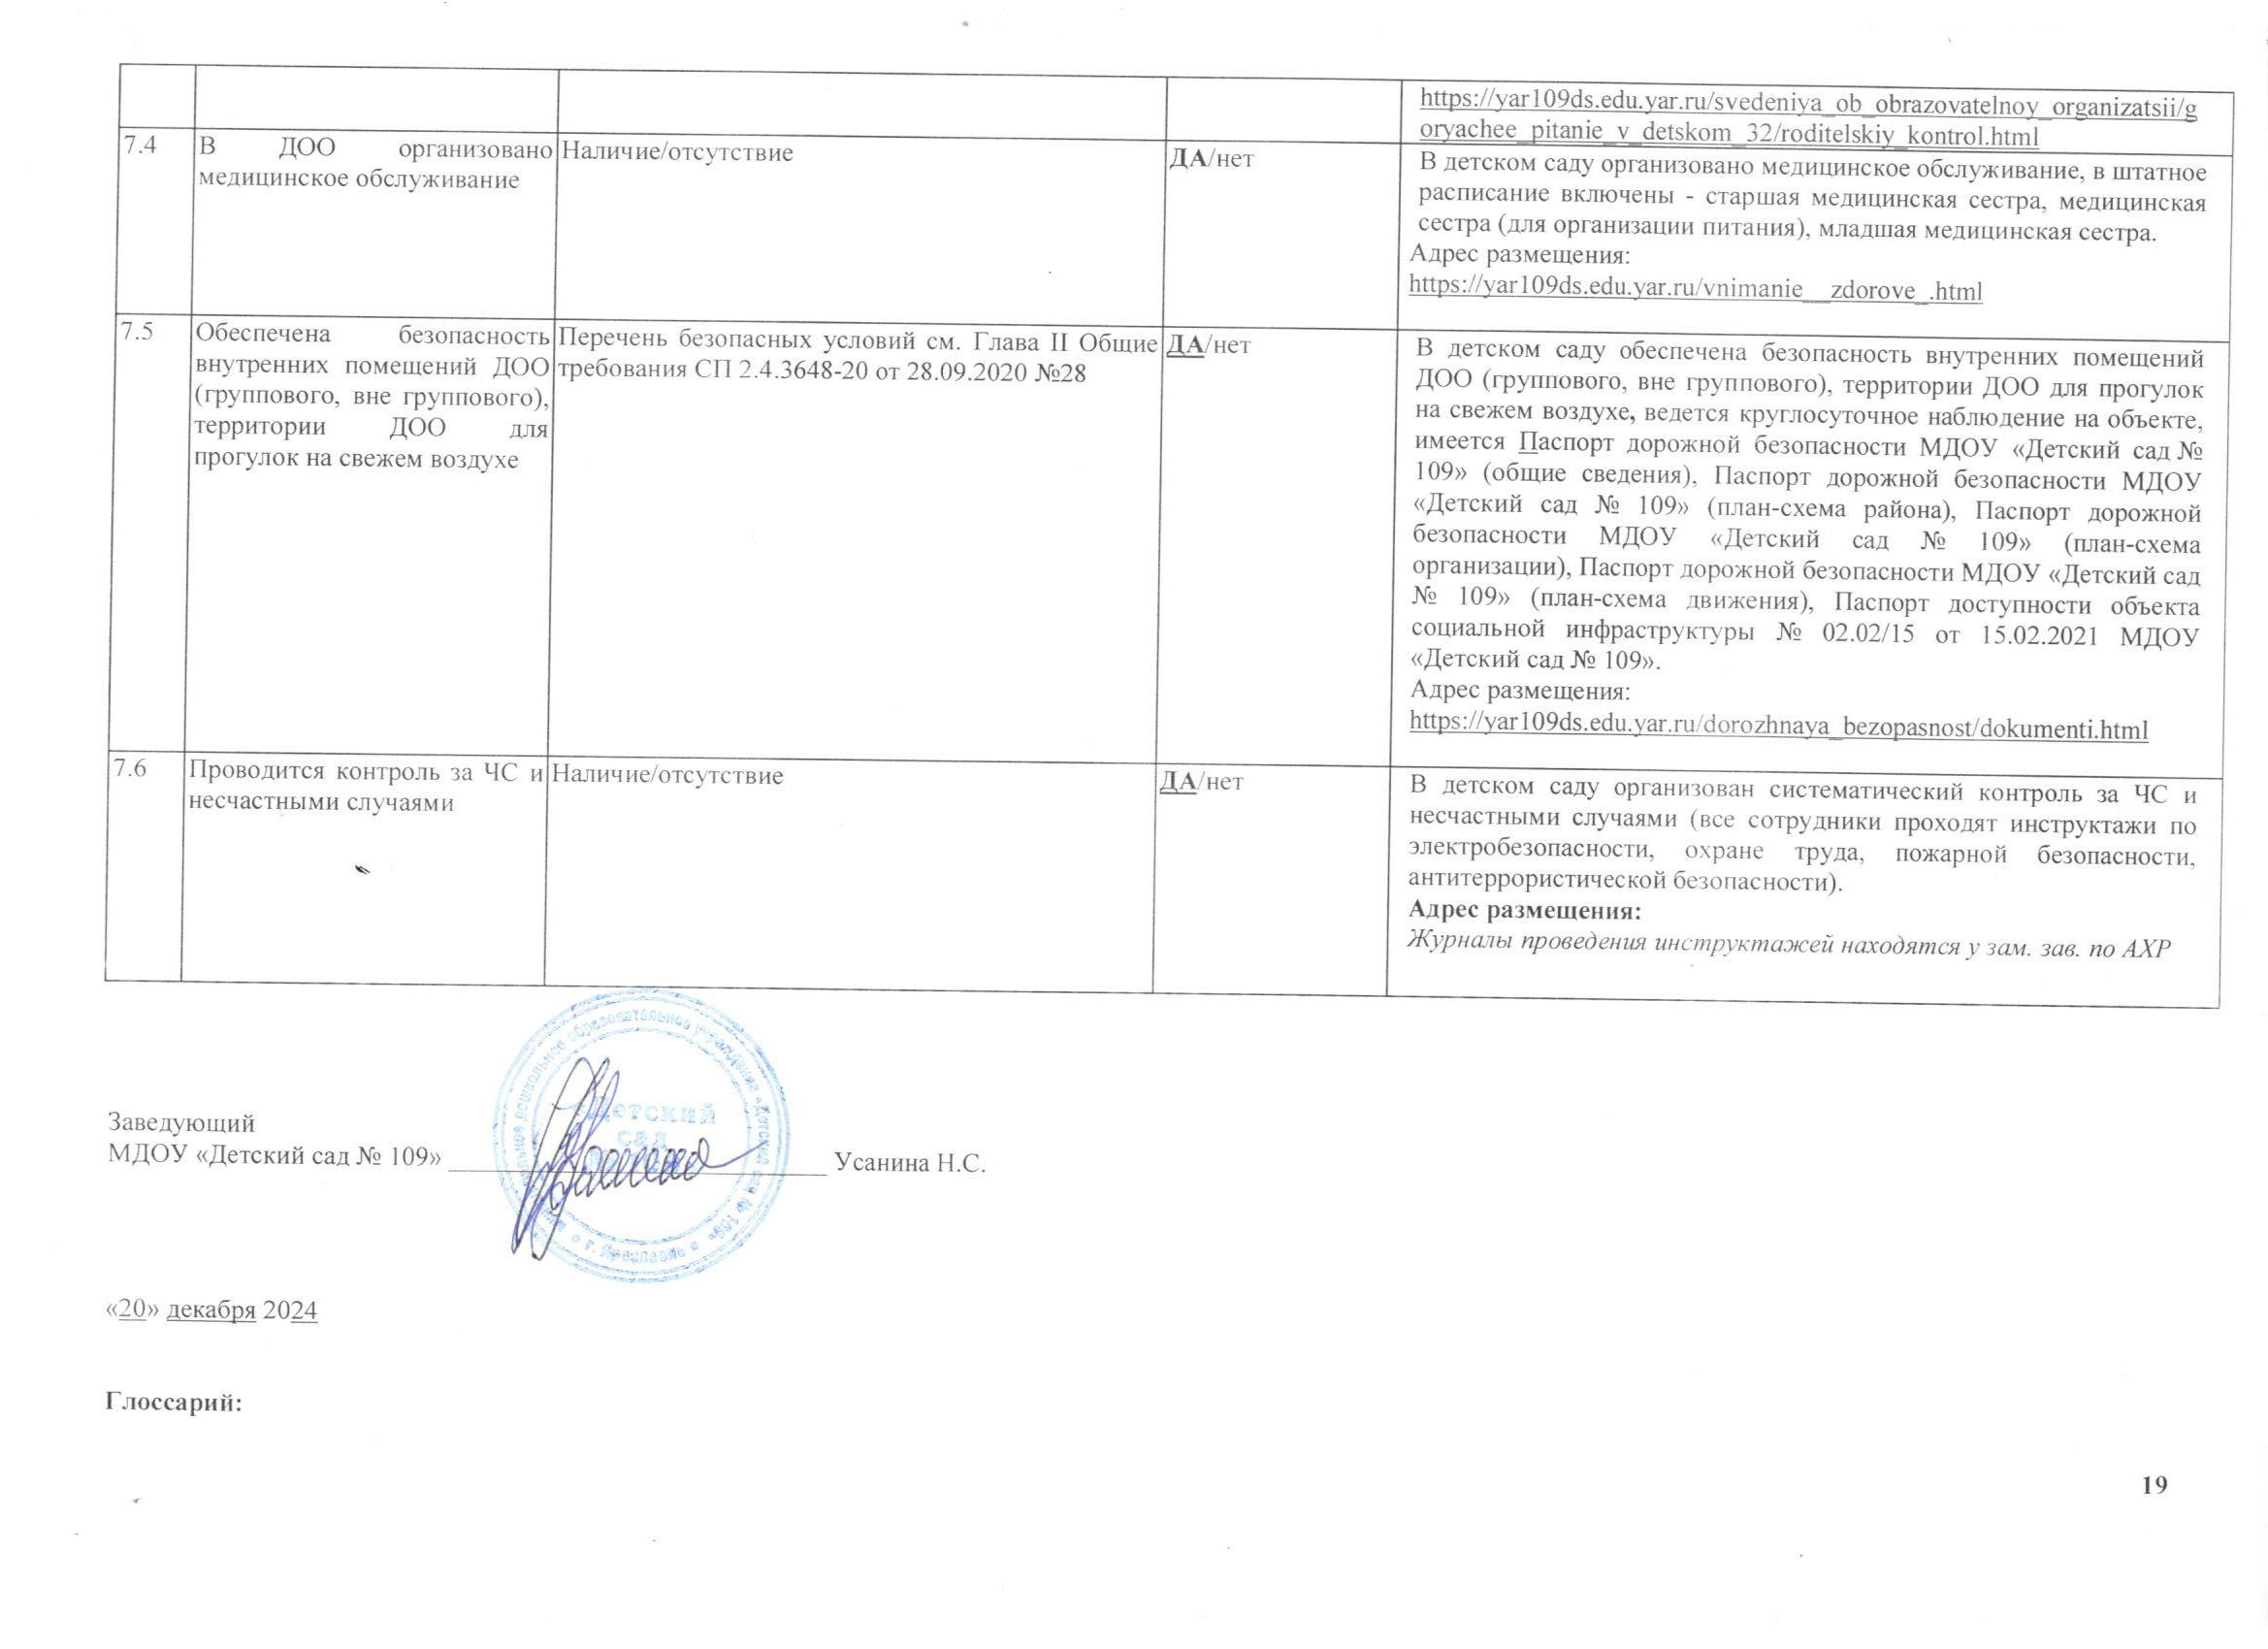 https://yar109ds.edu.yar.ru/svedeniya_ob_obrazovatelnoy_organizatsii/g
oryachee_pitanie_v_detskom_32/roditelskiy_kontrol.html
7.4
В ДОО организовано
медицинское обслуживание
Наличие/отсутствие
ДА/нет
В детском саду организовано медицинское обслуживание, в штатное
расписание включены - старшая медицинская сестра, медицинская
сестра (для организации питания), младшая медицинская сестра.
Адрес размещения:
https://yar109ds.edu.yar.ru/vnimanie__zdorove_.html
7.5
Обеспечена безопасность
внутренних помещений ДОО
(группового, вне группового),
территории ДОО для
прогулок на свежем воздухе
Перечень безопасных условий см. Глава II Общие
требования СП 2.4.3648-20 от 28.09.2020 №28
ДА/нет
В детском саду обеспечена безопасность внутренних помещений
ДОО (группового, вне группового), территории ДОО для прогулок
на свежем воздухе, ведется круглосуточное наблюдение на объекте,
имеется Паспорт дорожной безопасности МДОУ «Детский сад №
109» (общие сведения), Паспорт дорожной безопасности МДОУ
«Детский сад № 109» (план-схема района), Паспорт дорожной
безопасности МДОУ «Детский сад № 109» (план-схема
организации), Паспорт дорожной безопасности МДОУ «Детский сад
№ 109» (план-схема движения), Паспорт доступности объекта
социальной инфраструктуры № 02.02/15 от 15.02.2021 МДОУ
«Детский сад № 109».
Адрес размещения:
https://yar109ds.edu.yar.ru/dorozhnaya_bezopasnost/dokumenti.html
7.6
Проводится контроль за ЧС и
несчастными случаями
Наличие/отсутствие
ДА/нет
В детском саду организован систематический контроль за ЧС и
несчастными случаями (все сотрудники проходят инструктажи по
электробезопасности, охране труда, пожарной безопасности,
антитеррористической безопасности).
Адрес размещения:
Журналы проведения инструктажей находятся у зам. зав. по АХР
дошкольное образовательное учреждение «Детский сад № 109»
г. Ярославль
Детский
сад
Заведующий
МДОУ «Детский сад № 109» Усанина Н.С.
«20» декабря 2024
Глоссарий:
19